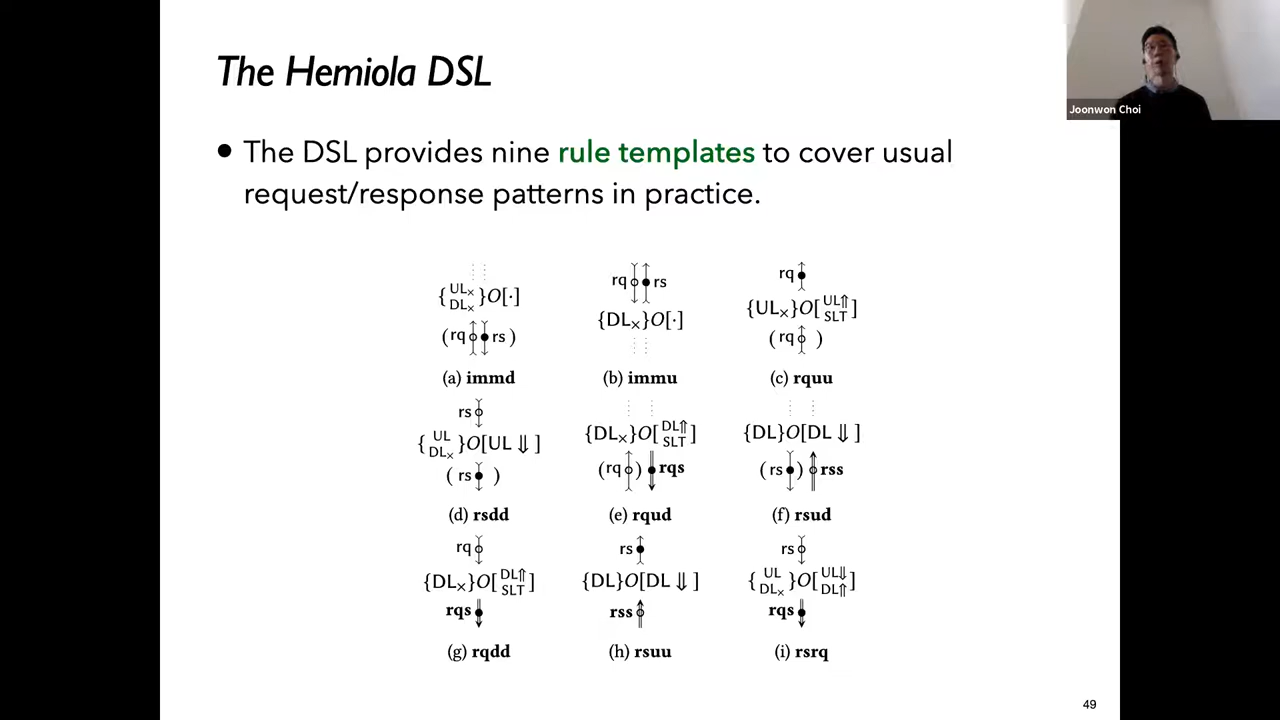 The Hemiola DSL
Joonwon Choi
• The DSL provides nine rule templates to cover usual
request/response patterns in practice.
{UL× DL×}O[·]
(rq rs)
(a) immd
rq rs
{DL×}O[·]
(b) immu
rq
{UL×}O[UL⇑ SLT]
(rq )
(c) rquu
rs
{UL DL×}O[UL ⇓]
(rs )
(d) rsdd
{DL×}O[DL⇑ SLT]
(rq ) rqs
(e) rqud
{DL}O[DL ⇓]
(rs ) rss
(f) rsud
rq
{DL×}O[DL⇑ SLT]
rqs
(g) rqdd
rs
{DL}O[DL ⇓]
rss
(h) rsuu
rs
{UL DL×}O[UL⇓ DL⇑]
rqs
(i) rsrq
49